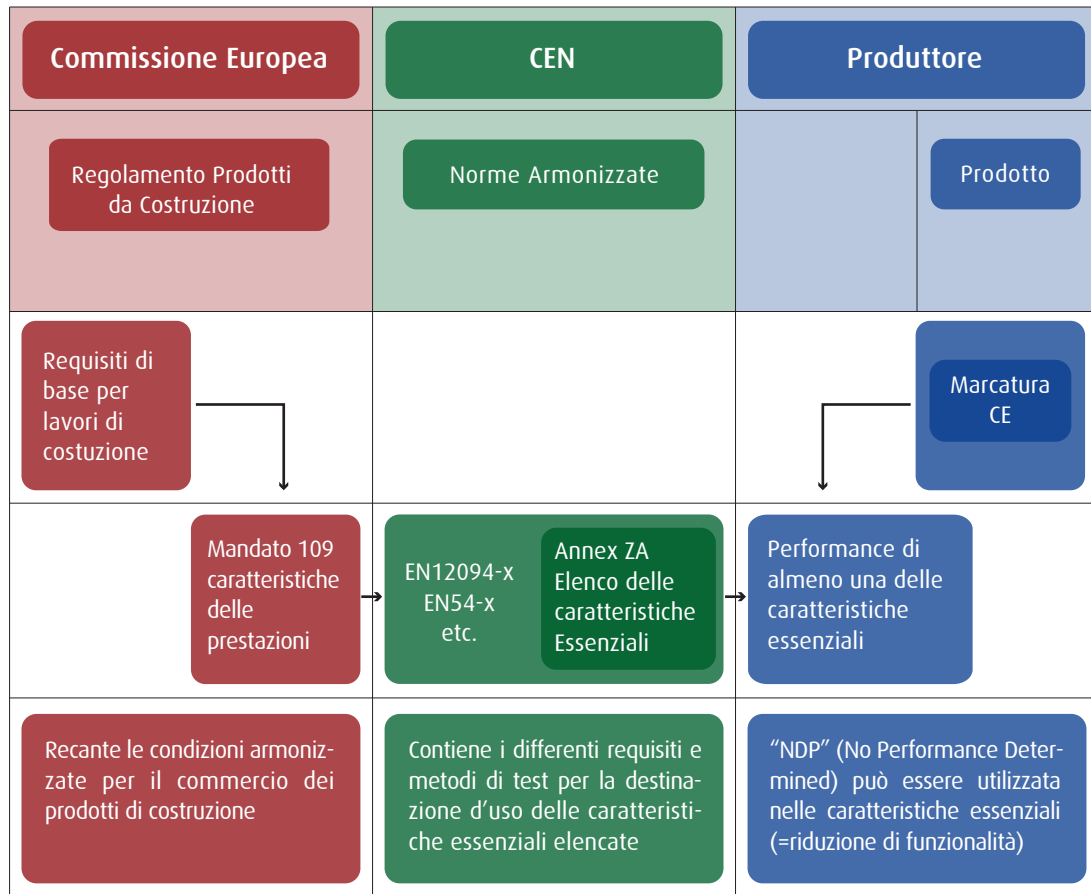 Commissione Europea
CEN
Produttore
Regolamento Prodotti
da Costruzione
Norme Armonizzate
Prodotto
Requisiti di
base per
lavori di
costuzione
Marcatura
CE
Mandato 109
caratteristiche
delle
prestazioni
EN12094-x
EN54-x
etc.
Annex ZA
Elenco delle
caratteristiche
Essenziali
Performance di
almeno una delle
caratteristiche
essenziali
Recante le condizioni armoniz-
zate per il commercio dei
prodotti di costruzione
Contiene i differenti requisiti e
metodi di test per la destina-
zione d'uso delle caratteristi-
che essenziali elencate
“NDP” (No Performance Deter-
mined) può essere utilizzata
nelle caratteristiche essenziali
(=riduzione di funzionalità)